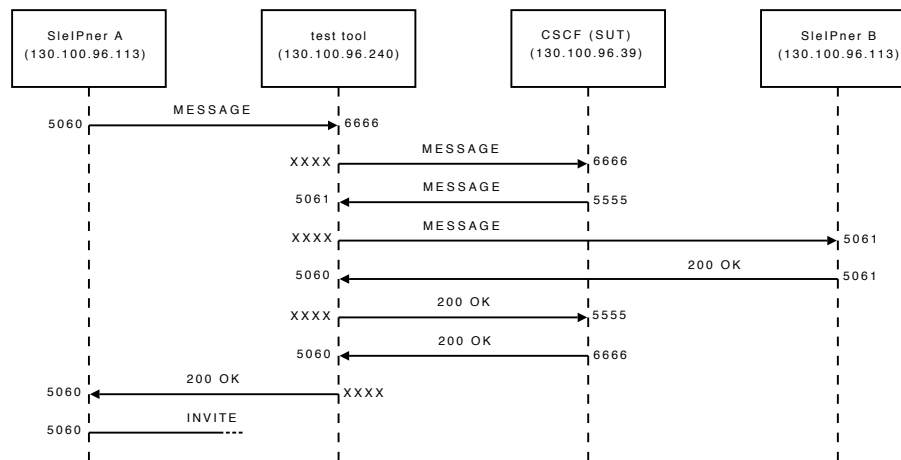 SIeIPner A
(130.100.96.113)
test tool
(130.100.96.240)
CSCF (SUT)
(130.100.96.39)
SIeIPner B
(130.100.96.113)
MESSAGE
5060
6666
XXXX
MESSAGE
6666
5061
MESSAGE
5555
XXXX
MESSAGE
5061
5060
200 OK
5061
XXXX
200 OK
5555
5060
200 OK
6666
5060
200 OK
XXXX
5060
INVITE